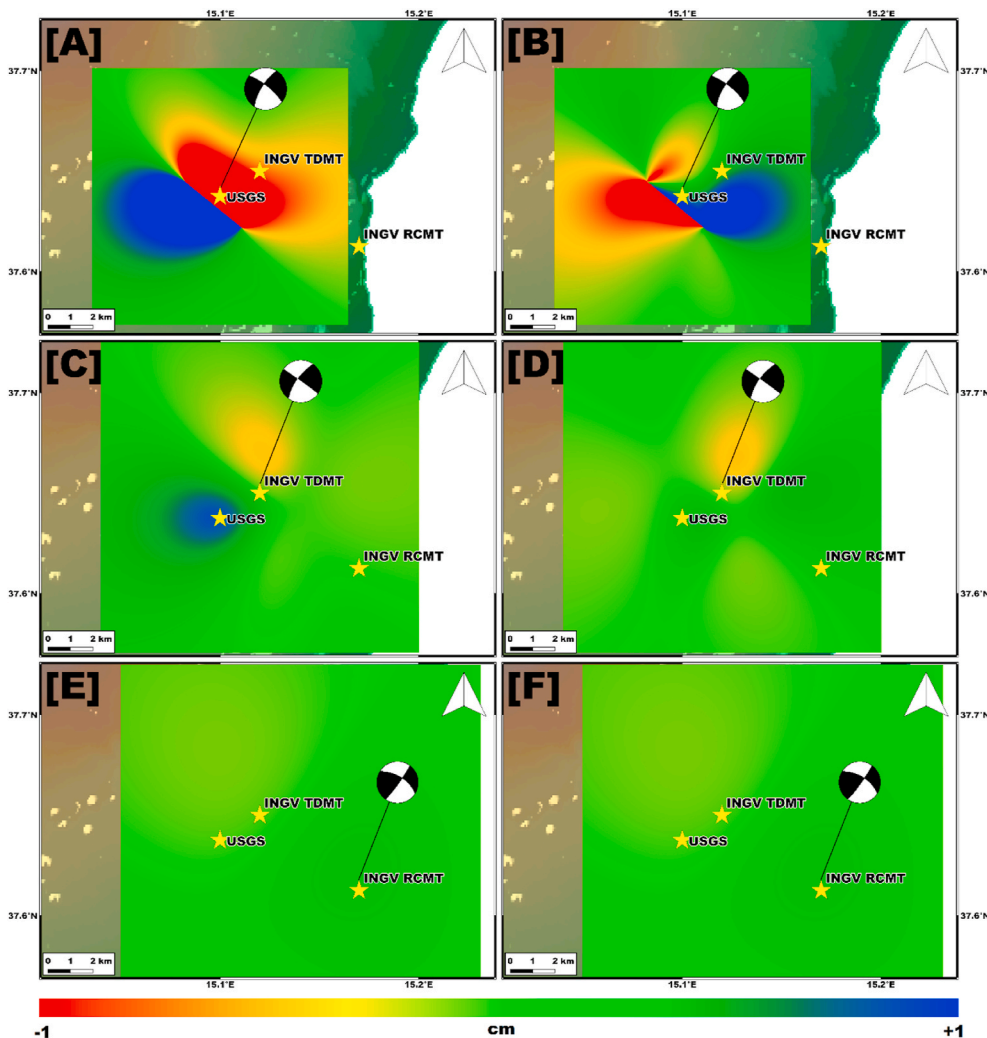 15.1°E 15.2°E 15.1°E 15.2°E
[A] [B]
37.7°N 37.7°N
INGV TDMT INGV TDMT
USGS USGS
INGV RCMT INGV RCMT
37.6°N 37.6°N
0 1 2 km 0 1 2 km
[C] [D]
37.7°N 37.7°N
INGV TDMT INGV TDMT
USGS USGS
INGV RCMT INGV RCMT
37.6°N 37.6°N
0 1 2 km 0 1 2 km
[E] [F]
37.7°N 37.7°N
INGV TDMT INGV TDMT
USGS USGS
INGV RCMT INGV RCMT
37.6°N 37.6°N
0 1 2 km 0 1 2 km
15.1°E 15.2°E 15.1°E 15.2°E
-1 cm +1